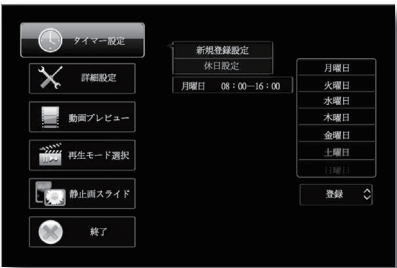 タイマー設定
詳細設定
動画プレビュー
再生モード選択
静止画スライド
終了
新規登録設定
休日設定
月曜日 08:00—16:00
月曜日
火曜日
水曜日
木曜日
金曜日
土曜日
日曜日
登録